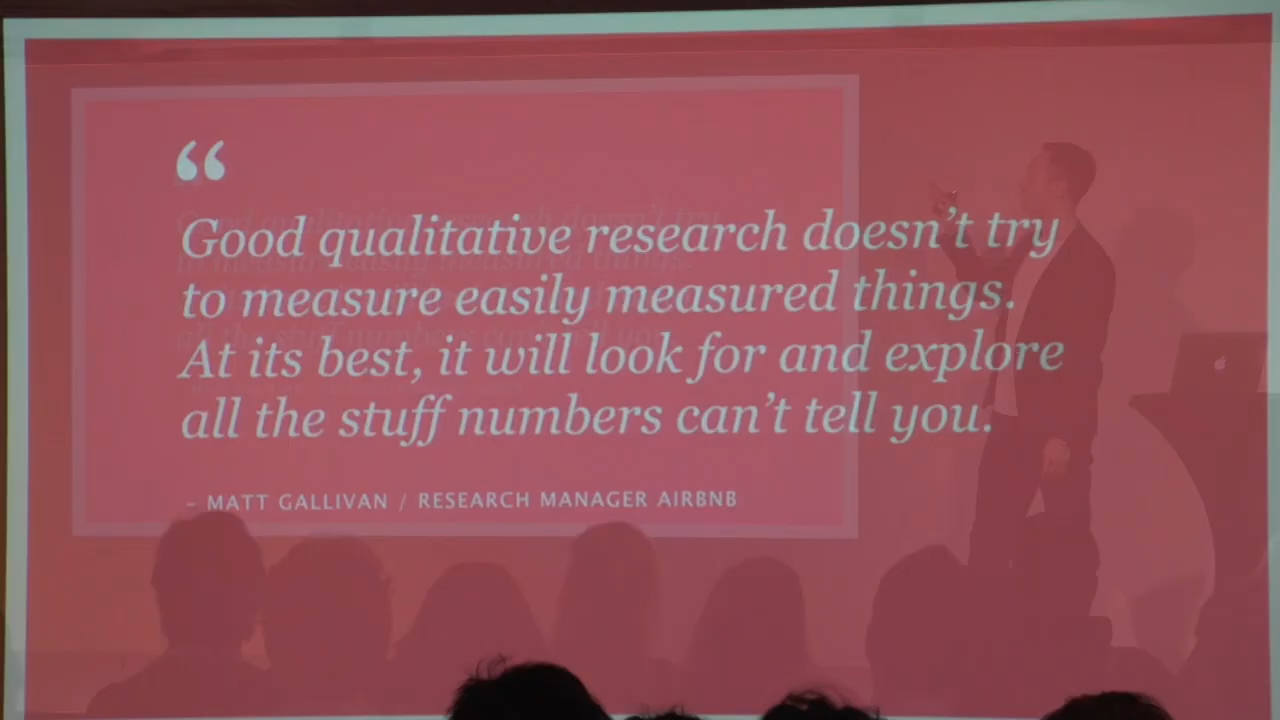 “
Good qualitative research doesn’t try
to measure easily measured things.
At its best, it will look for and explore
all the stuff numbers can’t tell you.
– MATT GALLIVAN / RESEARCH MANAGER AIRBNB